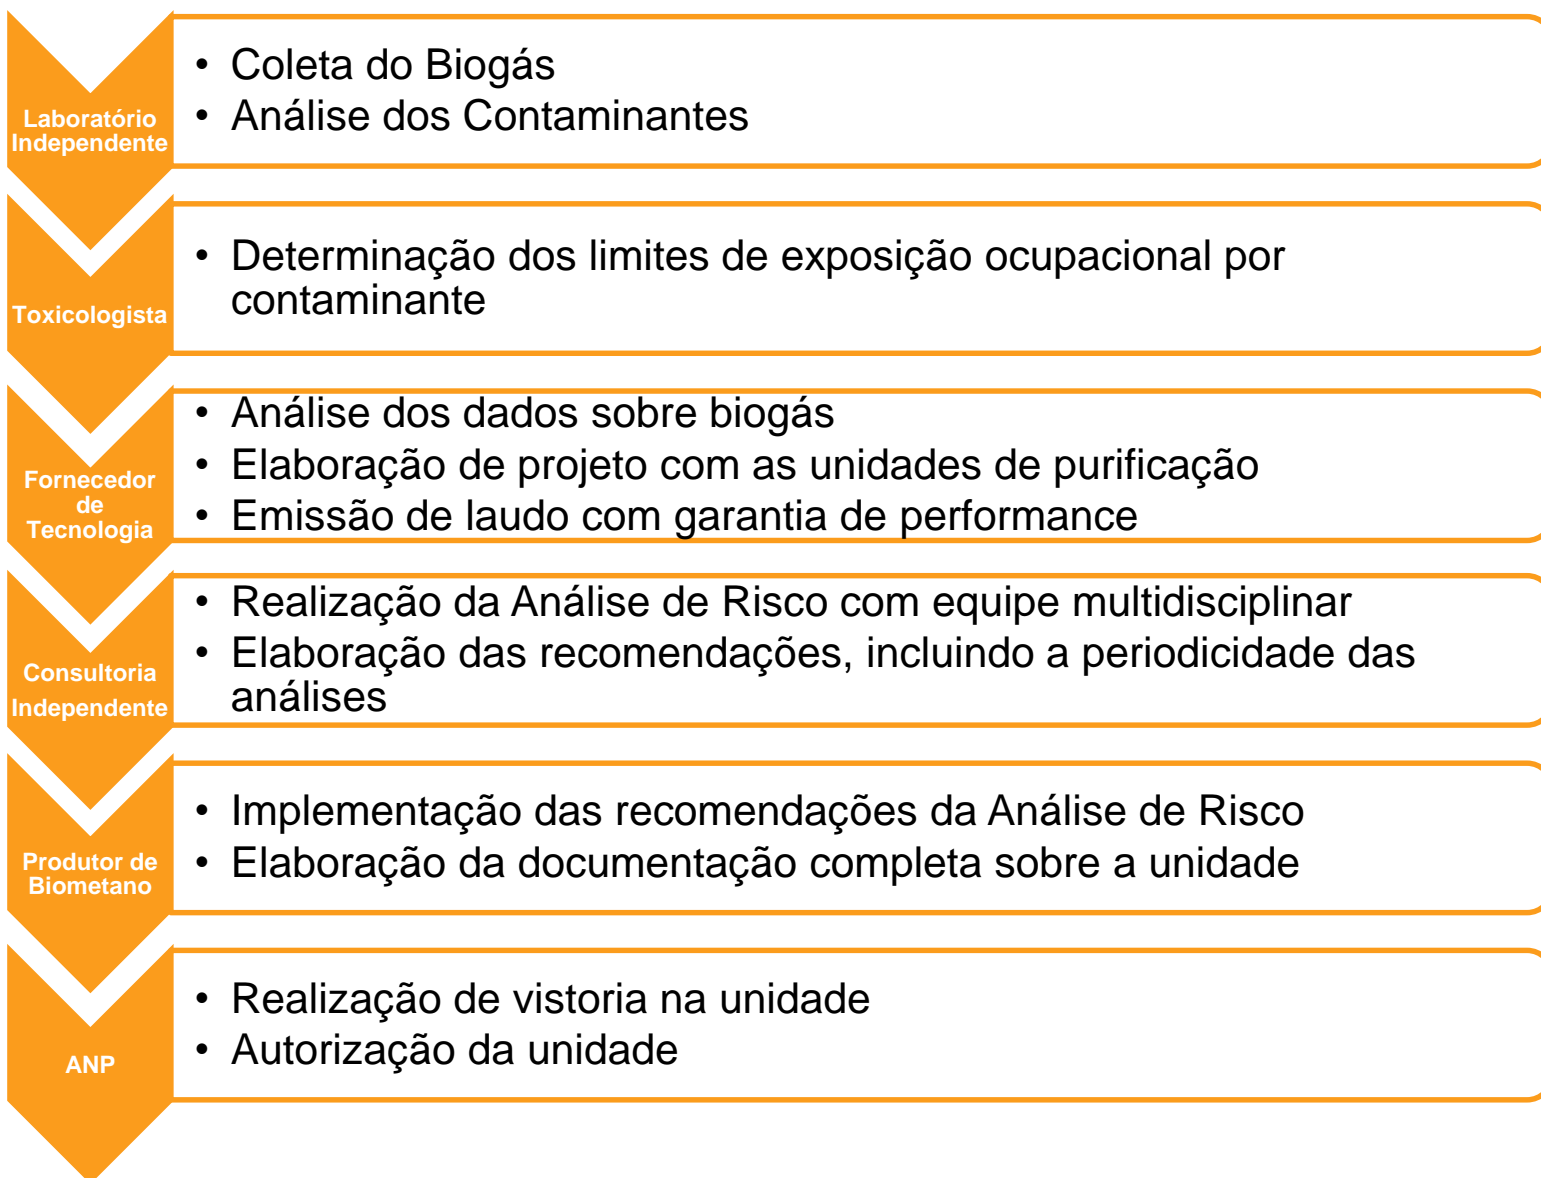 Laboratório
Independente
• Coleta do Biogás
• Análise dos Contaminantes
Toxicologista
• Determinação dos limites de exposição ocupacional por
contaminante
Fornecedor
de
Tecnologia
• Análise dos dados sobre biogás
• Elaboração de projeto com as unidades de purificação
• Emissão de laudo com garantia de performance
Consultoria
Independente
• Realização da Análise de Risco com equipe multidisciplinar
• Elaboração das recomendações, incluindo a periodicidade das
análises
Produtor de
Biometano
• Implementação das recomendações da Análise de Risco
• Elaboração da documentação completa sobre a unidade
ANP
• Realização de vistoria na unidade
• Autorização da unidade